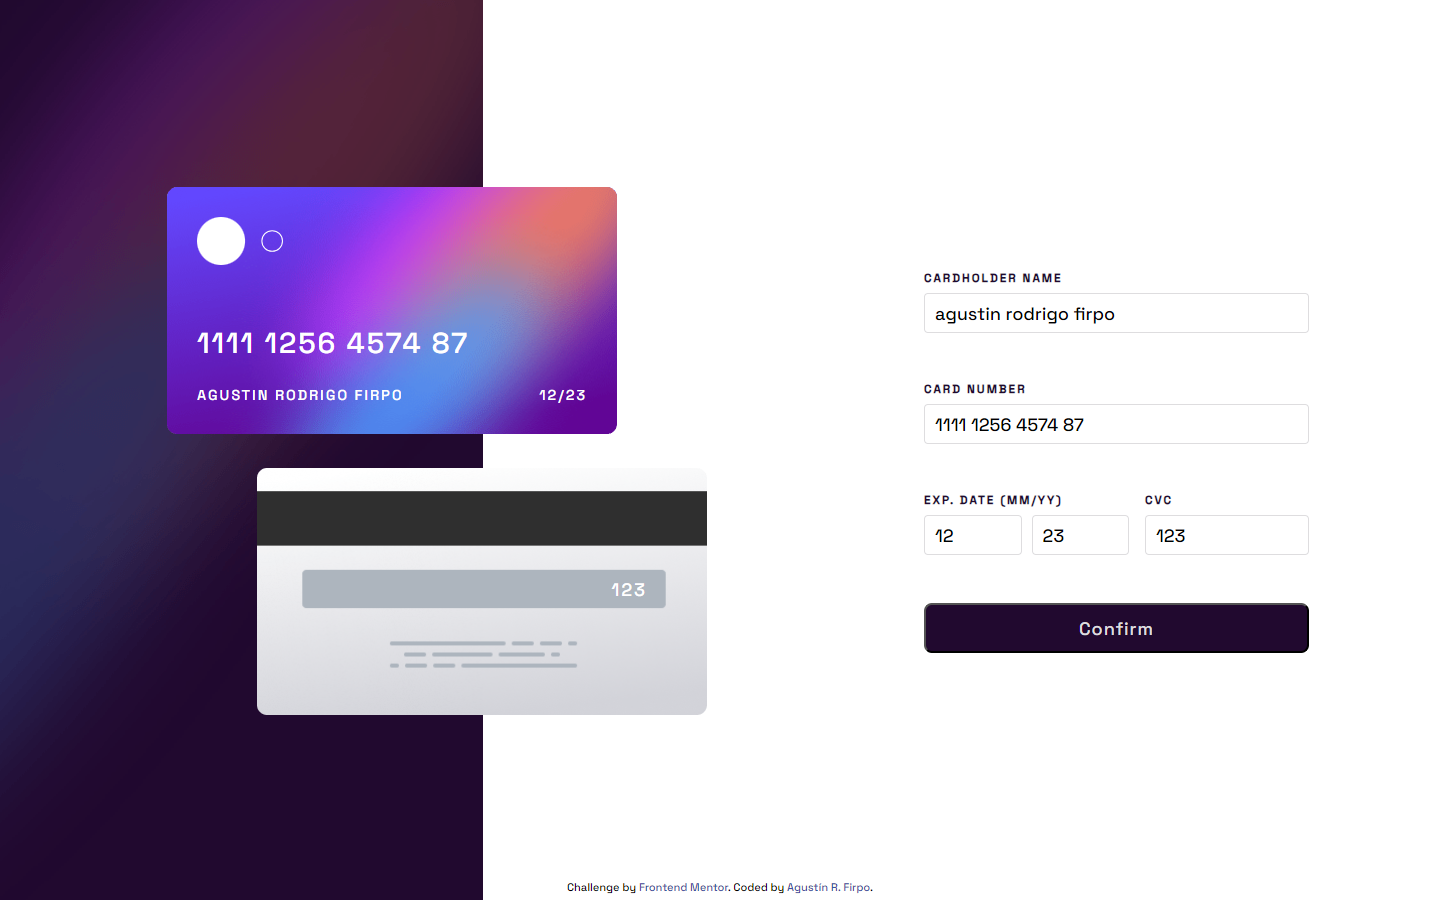 1111 1256 4574 87
AGUSTIN RODRIGO FIRPO 12/23
123
CARDHOLDER NAME
agustin rodrigo firpo
CARD NUMBER
1111 1256 4574 87
EXP. DATE (MM/YY) CVC
12 23 123
Confirm
Challenge by Frontend Mentor. Coded by Agustín R. Firpo.